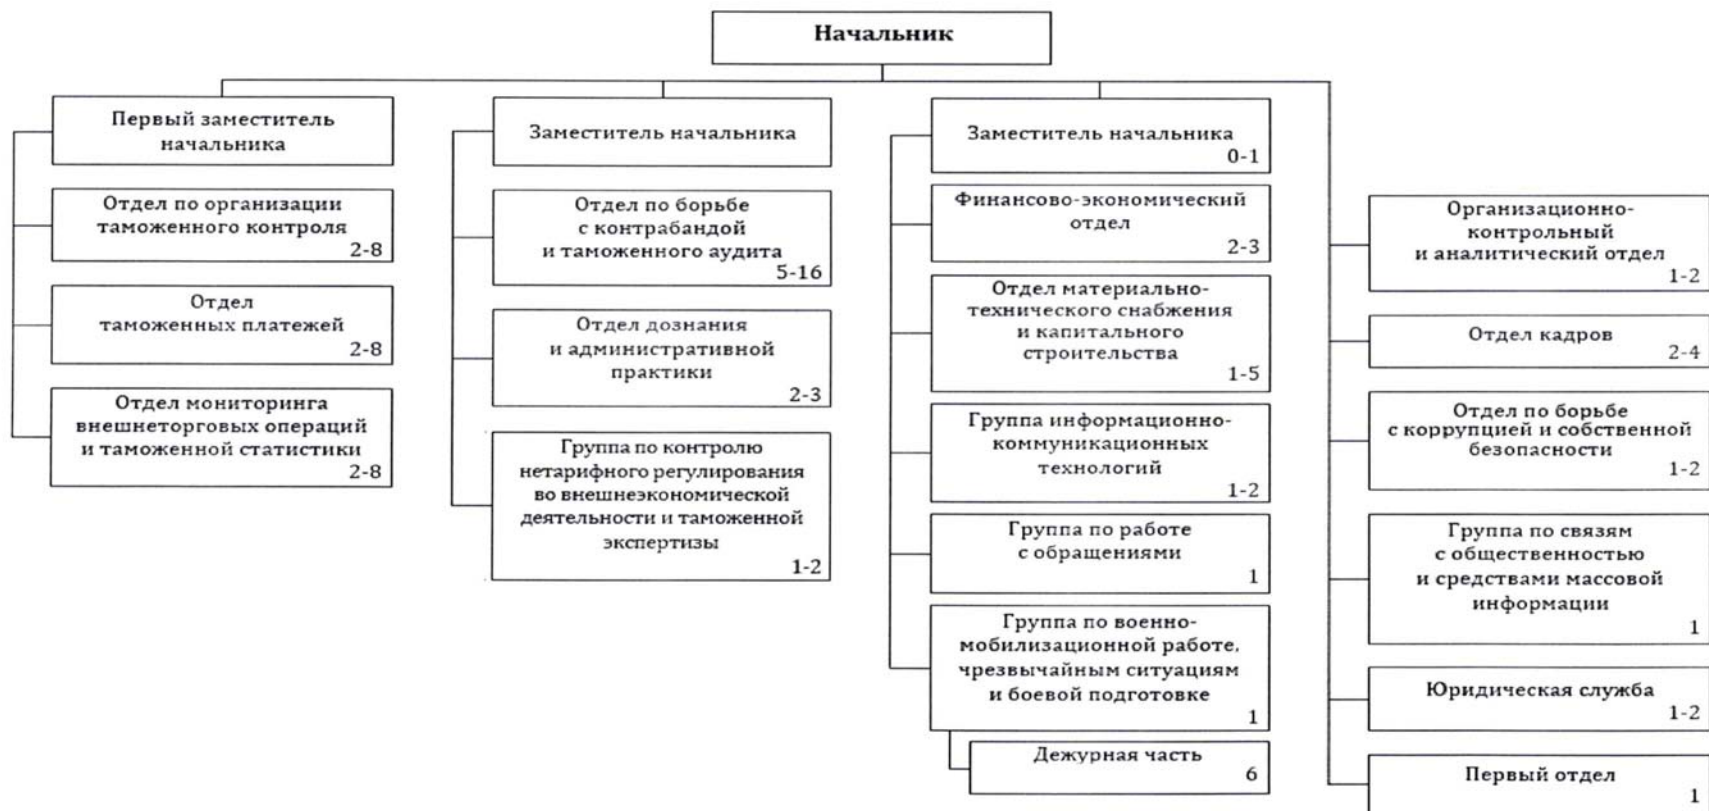 Начальник
Первый заместитель
начальника
Отдел по организации
таможенного контроля
2-8
Отдел
таможенных платежей
2-8
Отдел мониторинга
внешнеторговых операций
и таможенной статистики
2-8
Заместитель начальника
Отдел по борьбе
с контрабандой
и таможенного аудита
5-16
Отдел дознания
и административной
практики
2-3
Группа по контролю
нетарифного регулирования
во внешнеэкономической
деятельности и таможенной
экспертизы
1-2
Заместитель начальника
0-1
Финансово-экономический
отдел
2-3
Отдел материально-
технического снабжения
и капитального
строительства
1-5
Группа информационно-
коммуникационных
технологий
1-2
Группа по работе
с обращениями
1
Группа по военно-
мобилизационной работе,
чрезвычайным ситуациям
и боевой подготовке
1
Дежурная часть
6
Организационно-
контрольный
и аналитический отдел
1-2
Отдел кадров
2-4
Отдел по борьбе
с коррупцией и собственной
безопасности
1-2
Группа по связям
с общественностью
и средствами массовой
информации
1
Юридическая служба
1-2
Первый отдел
1